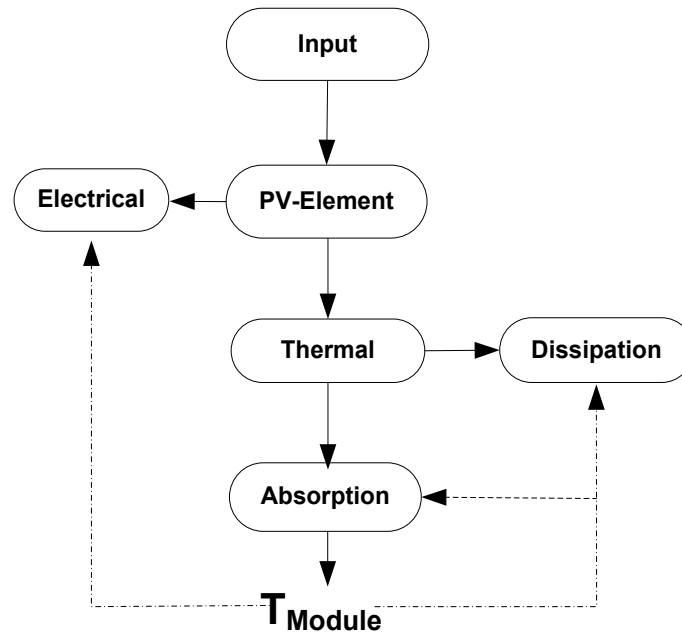 Input
Electrical
PV-Element
Thermal
Dissipation
Absorption
TModule